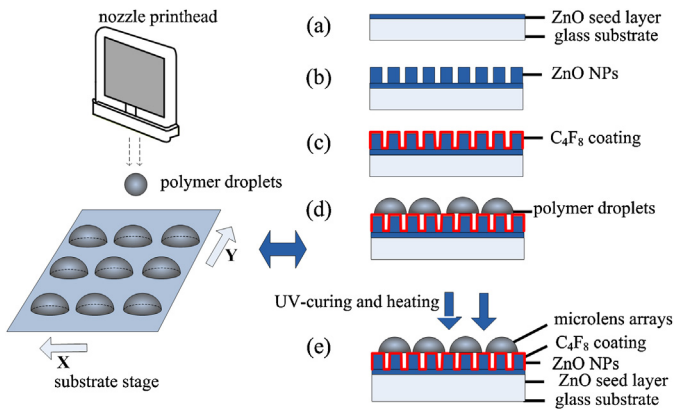 nozzle printhead
polymer droplets
Y
X
substrate stage
(a)
ZnO seed layer
glass substrate
(b)
ZnO NPs
(c)
C₄F₈ coating
(d)
polymer droplets
UV-curing and heating
(e)
microlens arrays
C₄F₈ coating
ZnO NPs
ZnO seed layer
glass substrate